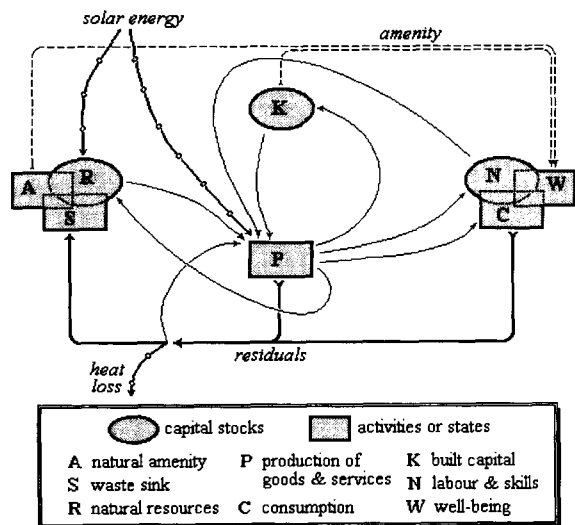 solar energy
amenity
K
A
R
S
N
W
C
P
residuals
heat
loss
capital stocks
activities or states
A natural amenity
P production of
goods & services
K built capital
S waste sink
N labour & skills
R natural resources
C consumption
W well-being